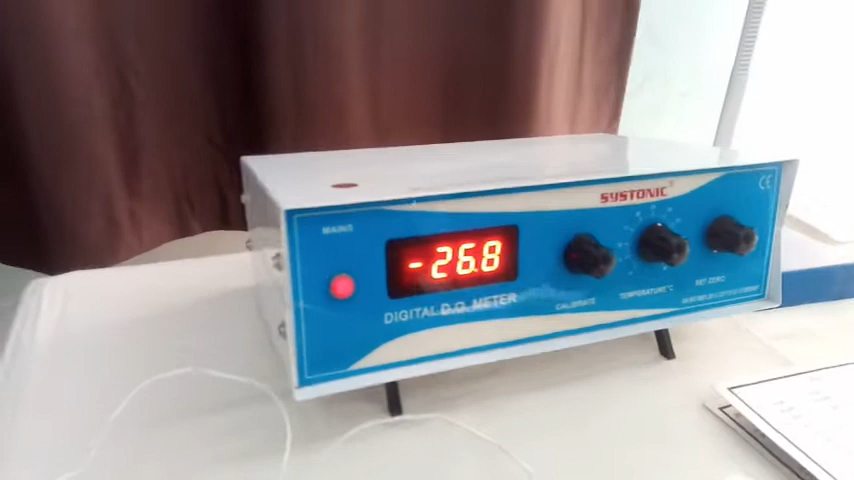 SYSTONIC
CE
MAINS
-26.8
DIGITAL D.O. METER
CALIBRATE
TEMPERATURE °C
SET ZERO